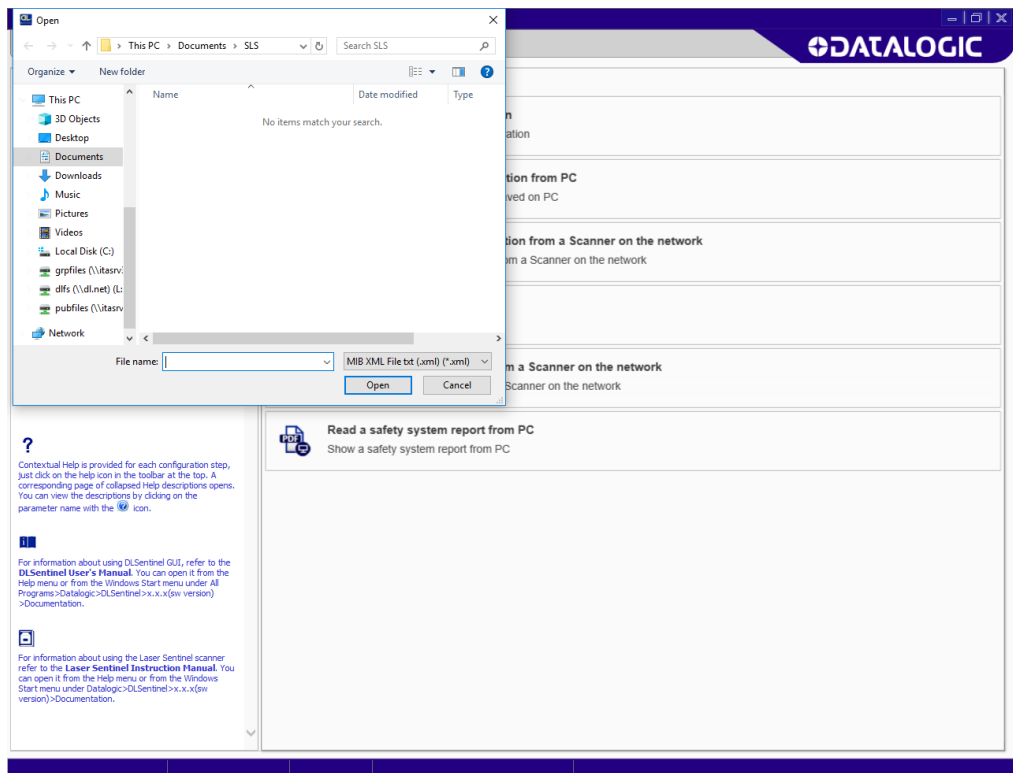 Open
This PC > Documents > SLS
Search SLS
DATALOGIC
Organize
New folder
Name
Date modified
Type
No items match your search.
This PC
3D Objects
Desktop
Documents
Downloads
Music
Pictures
Videos
Local Disk (C:)
grpfiles (\\itasrv
dlfs (\\dl.net) (L:
pubfiles (\\itasrv
Network
File name:
MIB XML File txt (.xml) (*.xml)
Open
Cancel
n
ation
tion from PC
ved on PC
tion from a Scanner on the network
om a Scanner on the network
m a Scanner on the network
Scanner on the network
PDF
Read a safety system report from PC
Show a safety system report from PC
?
Contextual Help is provided for each configuration step,
just click on the help icon in the toolbar at the top. A
corresponding page of collapsed Help descriptions opens.
You can view the descriptions by clicking on the
parameter name with the ? icon.
For information about using DLSentinel GUI, refer to the
DLSentinel User's Manual. You can open it from the
Help menu or from the Windows Start menu under All
Programs>Datalogic>DLSentinel>x.x.x(sw version)
>Documentation.
For information about using the Laser Sentinel scanner
refer to the Laser Sentinel Instruction Manual. You
can open it from the Help menu or from the Windows
Start menu under Datalogic>DLSentinel>x.x.x(sw
version)>Documentation.